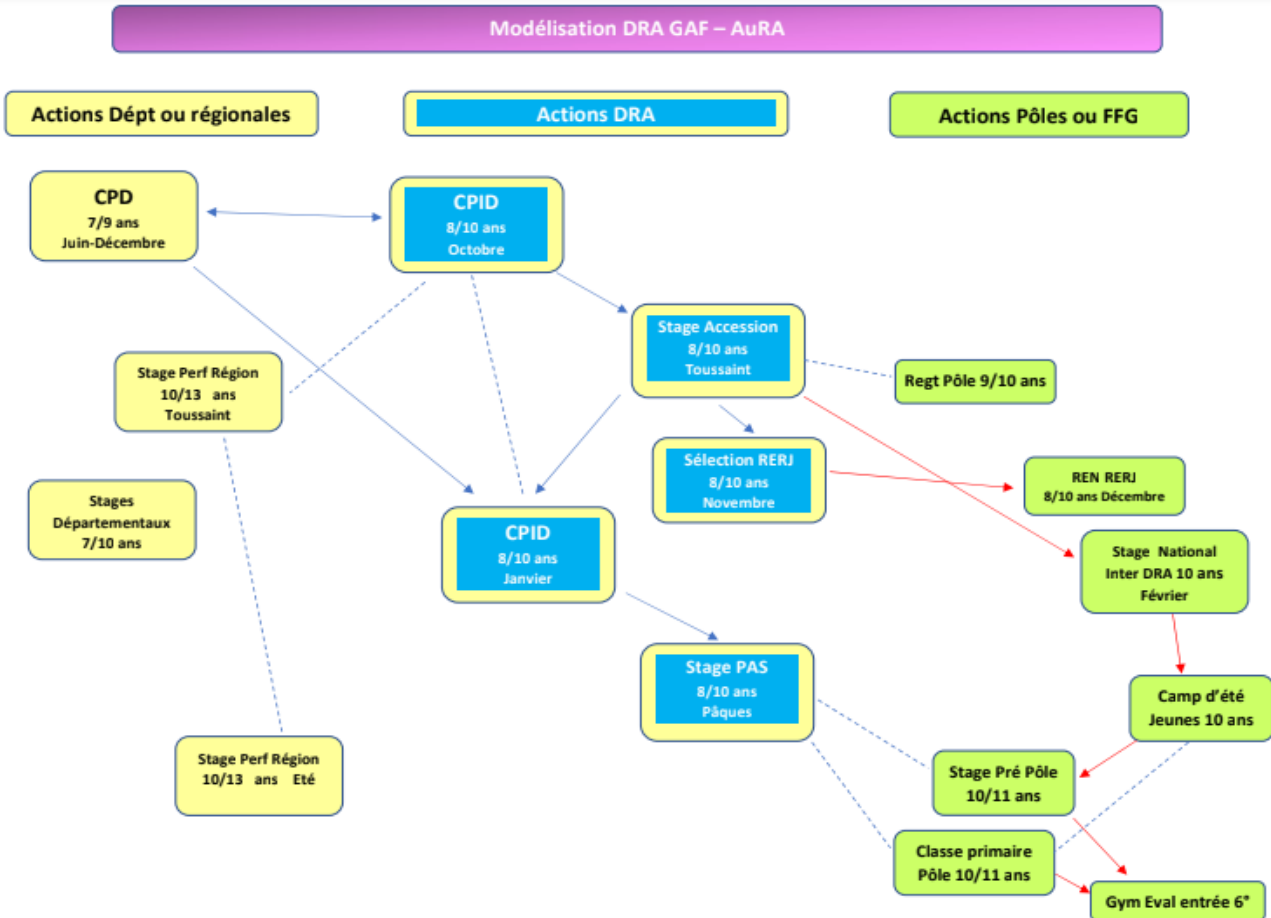 Modélisation DRA GAF – AuRA
Actions Dépt ou régionales
Actions DRA
Actions Pôles ou FFG
CPD
7/9 ans
Juin-Décembre
CPID
8/10 ans
Octobre
Stage Accession
8/10 ans
Toussaint
Stage Perf Région
10/13 ans
Toussaint
Regt Pôle 9/10 ans
Sélection RERJ
8/10 ans
Novembre
REN RERJ
8/10 ans Décembre
Stages
Départementaux
7/10 ans
CPID
8/10 ans
Janvier
Stage National
Inter DRA 10 ans
Février
Stage PAS
8/10 ans
Pâques
Camp d'été
Jeunes 10 ans
Stage Perf Région
10/13 ans Eté
Stage Pré Pôle
10/11 ans
Classe primaire
Pôle 10/11 ans
Gym Eval entrée 6°